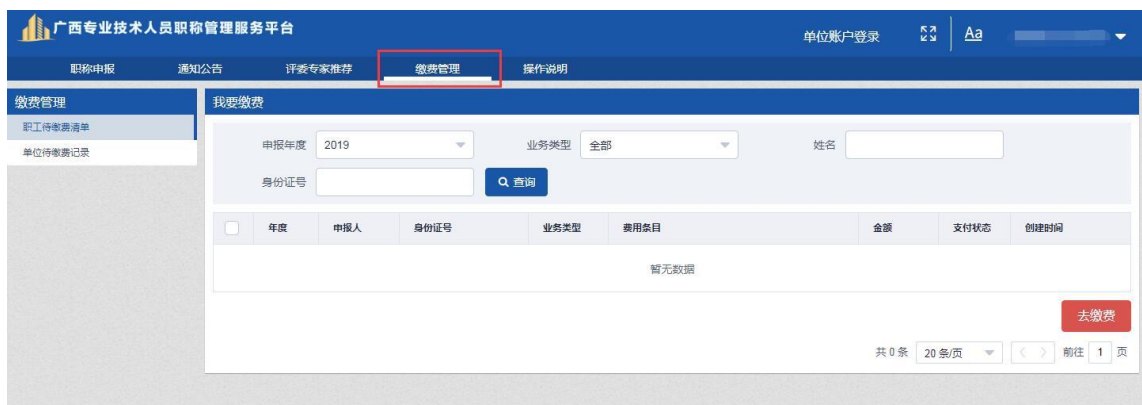 广西专业技术人员职称管理服务平台
单位账户登录 Aa
职称申报 通知公告 评委专家推荐 缴费管理 操作说明
缴费管理 我要缴费
职工待缴费清单
单位待缴费记录
申报年度 2019 业务类型 全部 姓名
身份证号 查询
年度 申报人 身份证号 业务类型 费用条目 金额 支付状态 创建时间
暂无数据
去缴费
共 0 条 20 条/页 前往 1 页